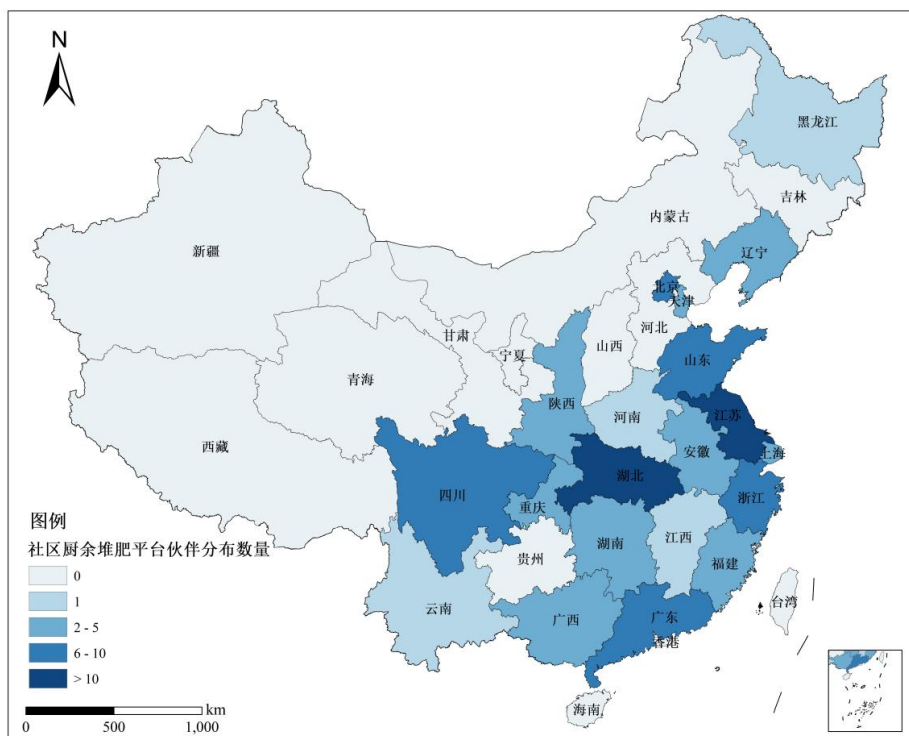 N
黑龙江
吉林
内蒙古
辽宁
新疆
北京
天津
河北
山西
甘肃
宁夏
山东
青海
陕西
河南
江苏
西藏
安徽
上海
湖北
四川
重庆
浙江
湖南
江西
贵州
福建
云南
台湾
广西
广东
香港
海南
图例
社区厨余堆肥平台伙伴分布数量
0
1
2 - 5
6 - 10
> 10
km
0 500 1,000